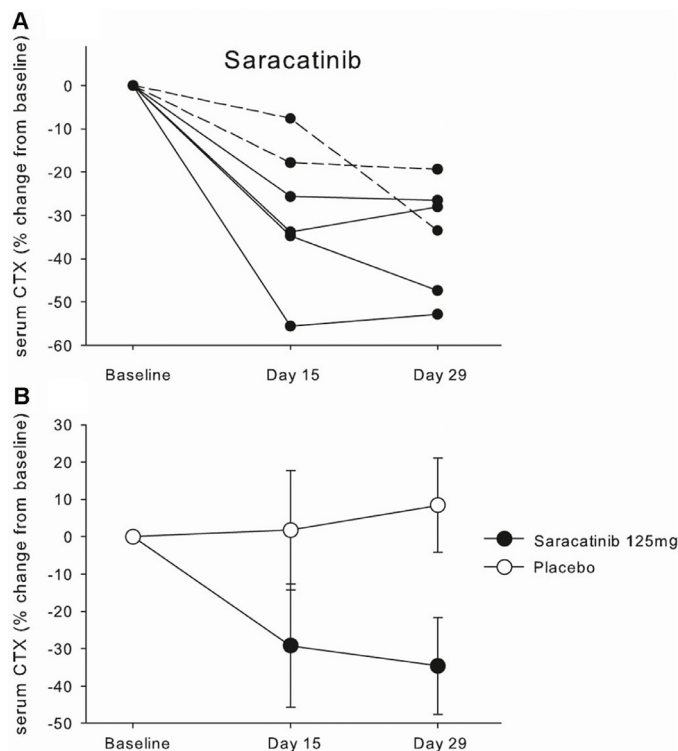 A
Saracatinib
serum CTX (% change from baseline)
0
-10
-20
-30
-40
-50
-60
Baseline Day 15 Day 29
B
serum CTX (% change from baseline)
30
20
10
0
-10
-20
-30
-40
-50
Baseline Day 15 Day 29
Saracatinib 125mg
Placebo